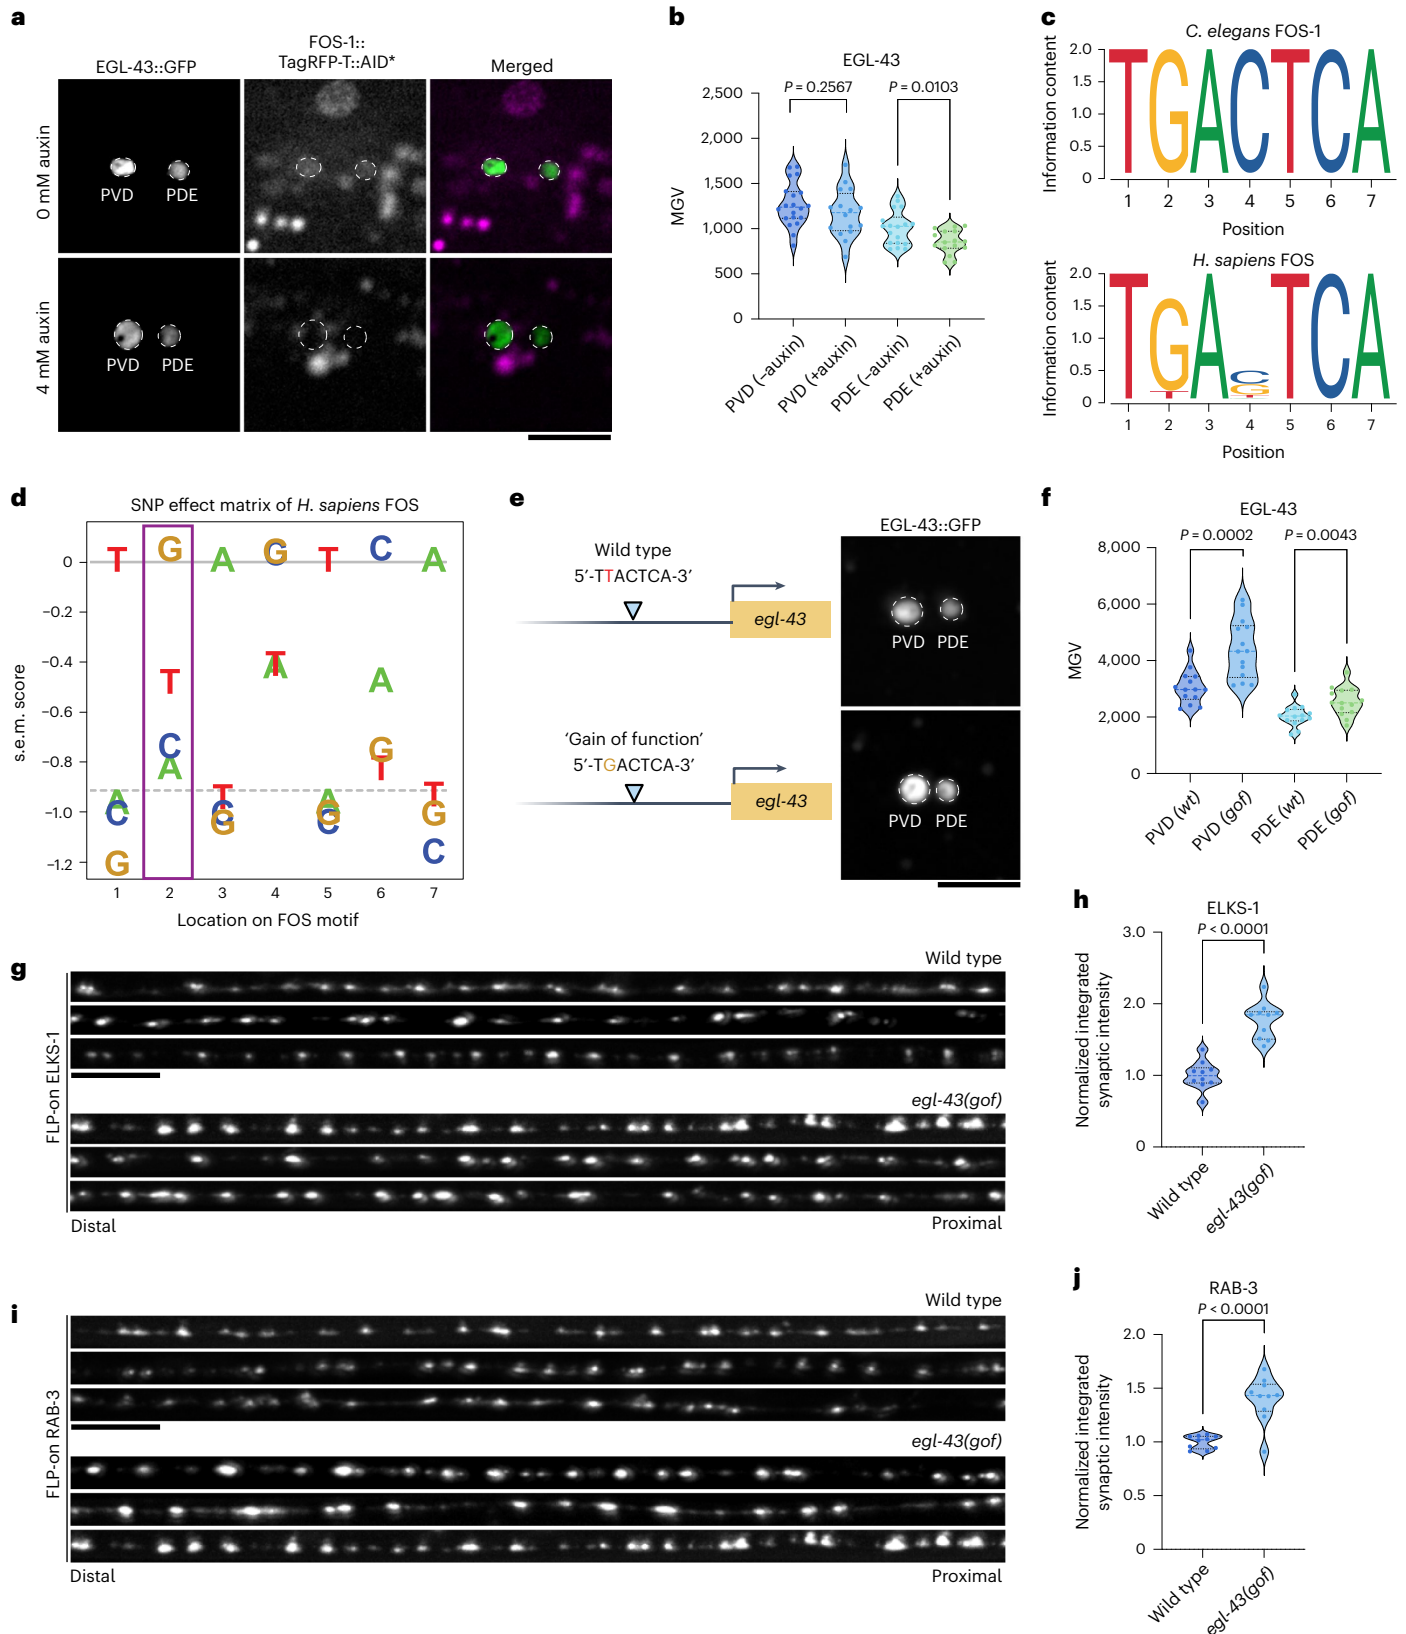 a
EGL-43::GFP
FOS-1::
TagRFP-T::AID*
Merged
0 mM auxin
PVD
PDE
4 mM auxin
PVD
PDE
b
EGL-43
P = 0.2567
P = 0.0103
2,500
2,000
1,500
1,000
500
0
MGV
PVD (–auxin)
PVD (+auxin)
PDE (–auxin)
PDE (+auxin)
c
C. elegans FOS-1
Information content
2.0
1.5
1.0
0.5
0
TGACTCA
1 2 3 4 5 6 7
Position
H. sapiens FOS
Information content
2.0
1.5
1.0
0.5
0
T G A C T C A
T G
T
1 2 3 4 5 6 7
Position
d
SNP effect matrix of H. sapiens FOS
s.e.m. score
0
–0.2
–0.4
–0.6
–0.8
–1.0
–1.2
T G A G T C A
T T A A
C G
A T
A T A T
C C G G
G G C C
1 2 3 4 5 6 7
Location on FOS motif
e
EGL-43::GFP
Wild type
5′-TTACTCA-3′
egl-43
PVD
PDE
‘Gain of function’
5′-TGACTCA-3′
egl-43
PVD
PDE
f
EGL-43
P = 0.0002
P = 0.0043
8,000
6,000
4,000
2,000
0
MGV
PVD (wt)
PVD (gof)
PDE (wt)
PDE (gof)
g
Wild type
FLP-on ELKS-1
egl-43(gof)
Distal
Proximal
h
ELKS-1
P < 0.0001
3.0
2.0
1.0
0
Normalized integrated
synaptic intensity
Wild type
egl-43(gof)
i
Wild type
FLP-on RAB-3
egl-43(gof)
Distal
Proximal
j
RAB-3
P < 0.0001
2.0
1.5
1.0
0.5
0
Normalized integrated
synaptic intensity
Wild type
egl-43(gof)